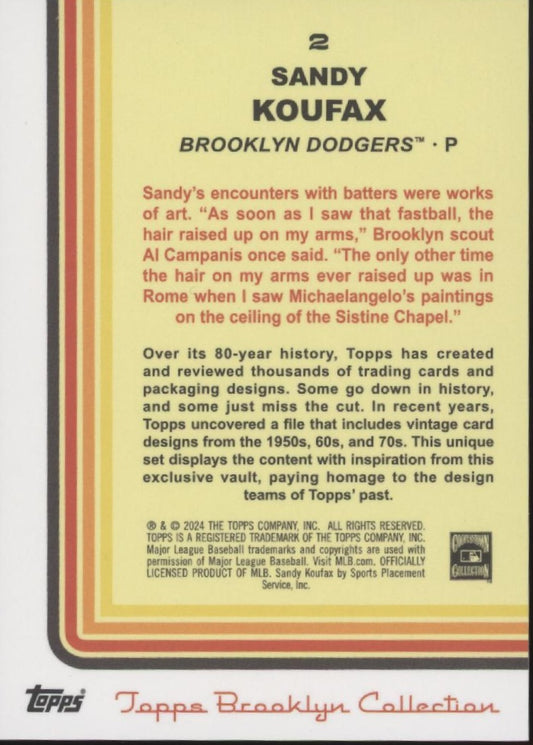 2
SANDY
KOUFAX
BROOKLYN DODGERS™ · P
Sandy's encounters with batters were works
of art. “As soon as I saw that fastball, the
hair raised up on my arms,” Brooklyn scout
Al Campanis once said. “The only other time
the hair on my arms ever raised up was in
Rome when I saw Michaelangelo's paintings
on the ceiling of the Sistine Chapel.”
Over its 80-year history, Topps has created
and reviewed thousands of trading cards and
packaging designs. Some go down in history,
and some just miss the cut. In recent years,
Topps uncovered a file that includes vintage card
designs from the 1950s, 60s, and 70s. This unique
set displays the content with inspiration from this
exclusive vault, paying homage to the design
teams of Topps' past.
® & © 2024 THE TOPPS COMPANY, INC. ALL RIGHTS RESERVED.
TOPPS IS A REGISTERED TRADEMARK OF THE TOPPS COMPANY, INC.
Major League Baseball trademarks and copyrights are used with
permission of Major League Baseball. Visit MLB.com. OFFICIALLY
LICENSED PRODUCT OF MLB. Sandy Koufax by Sports Placement
Service, Inc.
COOPERSTOWN
COLLECTION
Topps® Topps Brooklyn Collection